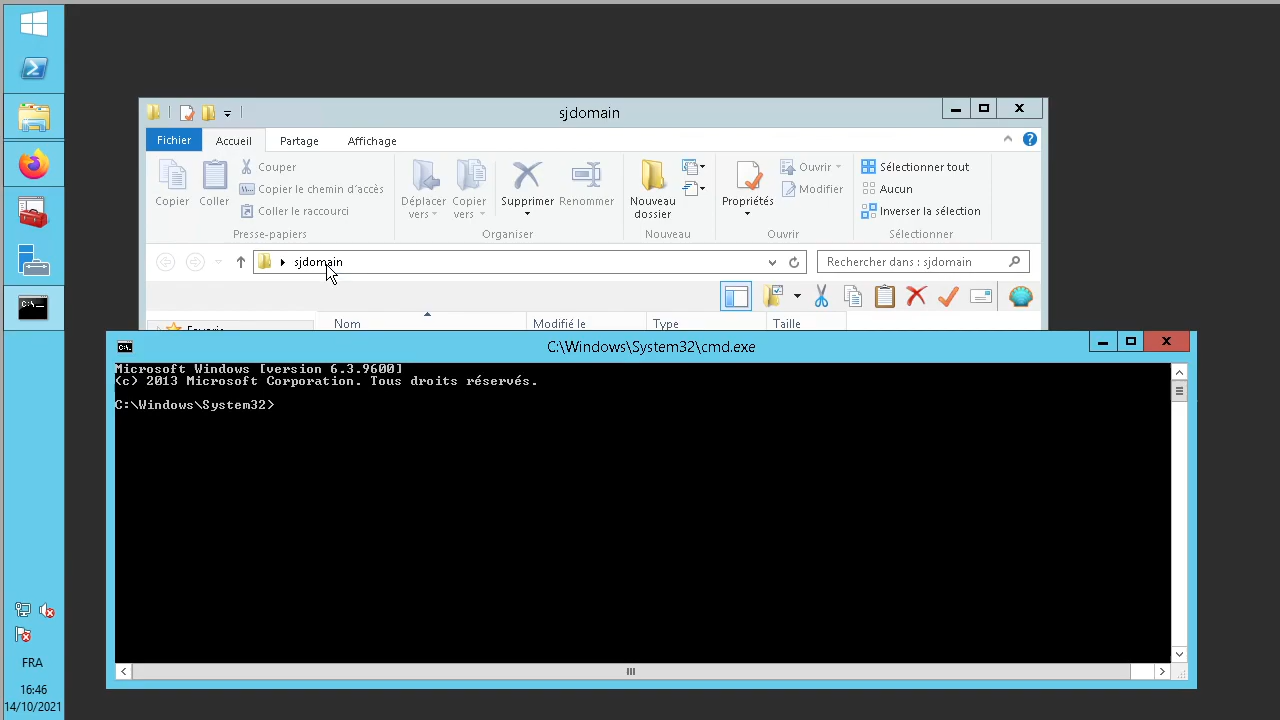 sjdomain
Fichier
Accueil
Partage
Affichage
Copier
Coller
Couper
Copier le chemin d'accès
Coller le raccourci
Presse-papiers
Déplacer vers
Copier vers
Supprimer
Renommer
Organiser
Nouveau dossier
Nouveau
Propriétés
Ouvrir
Modifier
Ouvrir
Sélectionner tout
Aucun
Inverser la sélection
Sélectionner
sjdomain
Rechercher dans : sjdomain
Nom
Modifié le
Type
Taille
C:\Windows\System32\cmd.exe
Microsoft Windows [version 6.3.9600]
(c) 2013 Microsoft Corporation. Tous droits réservés.
C:\Windows\System32>
FRA
16:46
14/10/2021